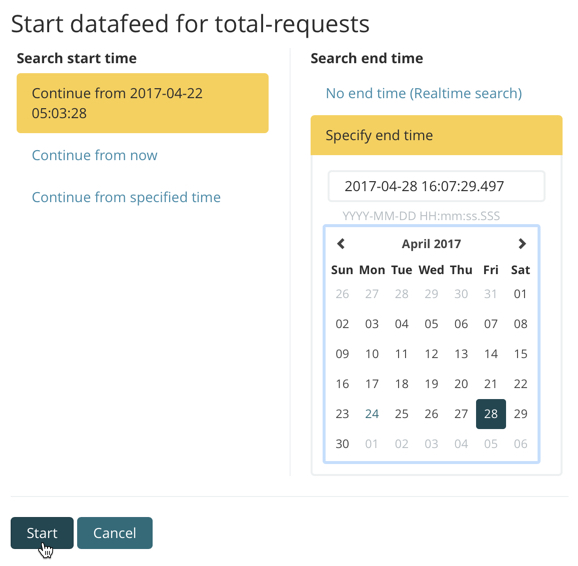 Start datafeed for total-requests
Search start time
Continue from 2017-04-22
05:03:28
Continue from now
Continue from specified time
Search end time
No end time (Realtime search)
Specify end time
2017-04-28 16:07:29.497
YYYY-MM-DD HH:mm:ss.SSS
April 2017
Sun Mon Tue Wed Thu Fri Sat
26 27 28 29 30 31 01
02 03 04 05 06 07 08
09 10 11 12 13 14 15
16 17 18 19 20 21 22
23 24 25 26 27 28 29
30 01 02 03 04 05 06
Start Cancel